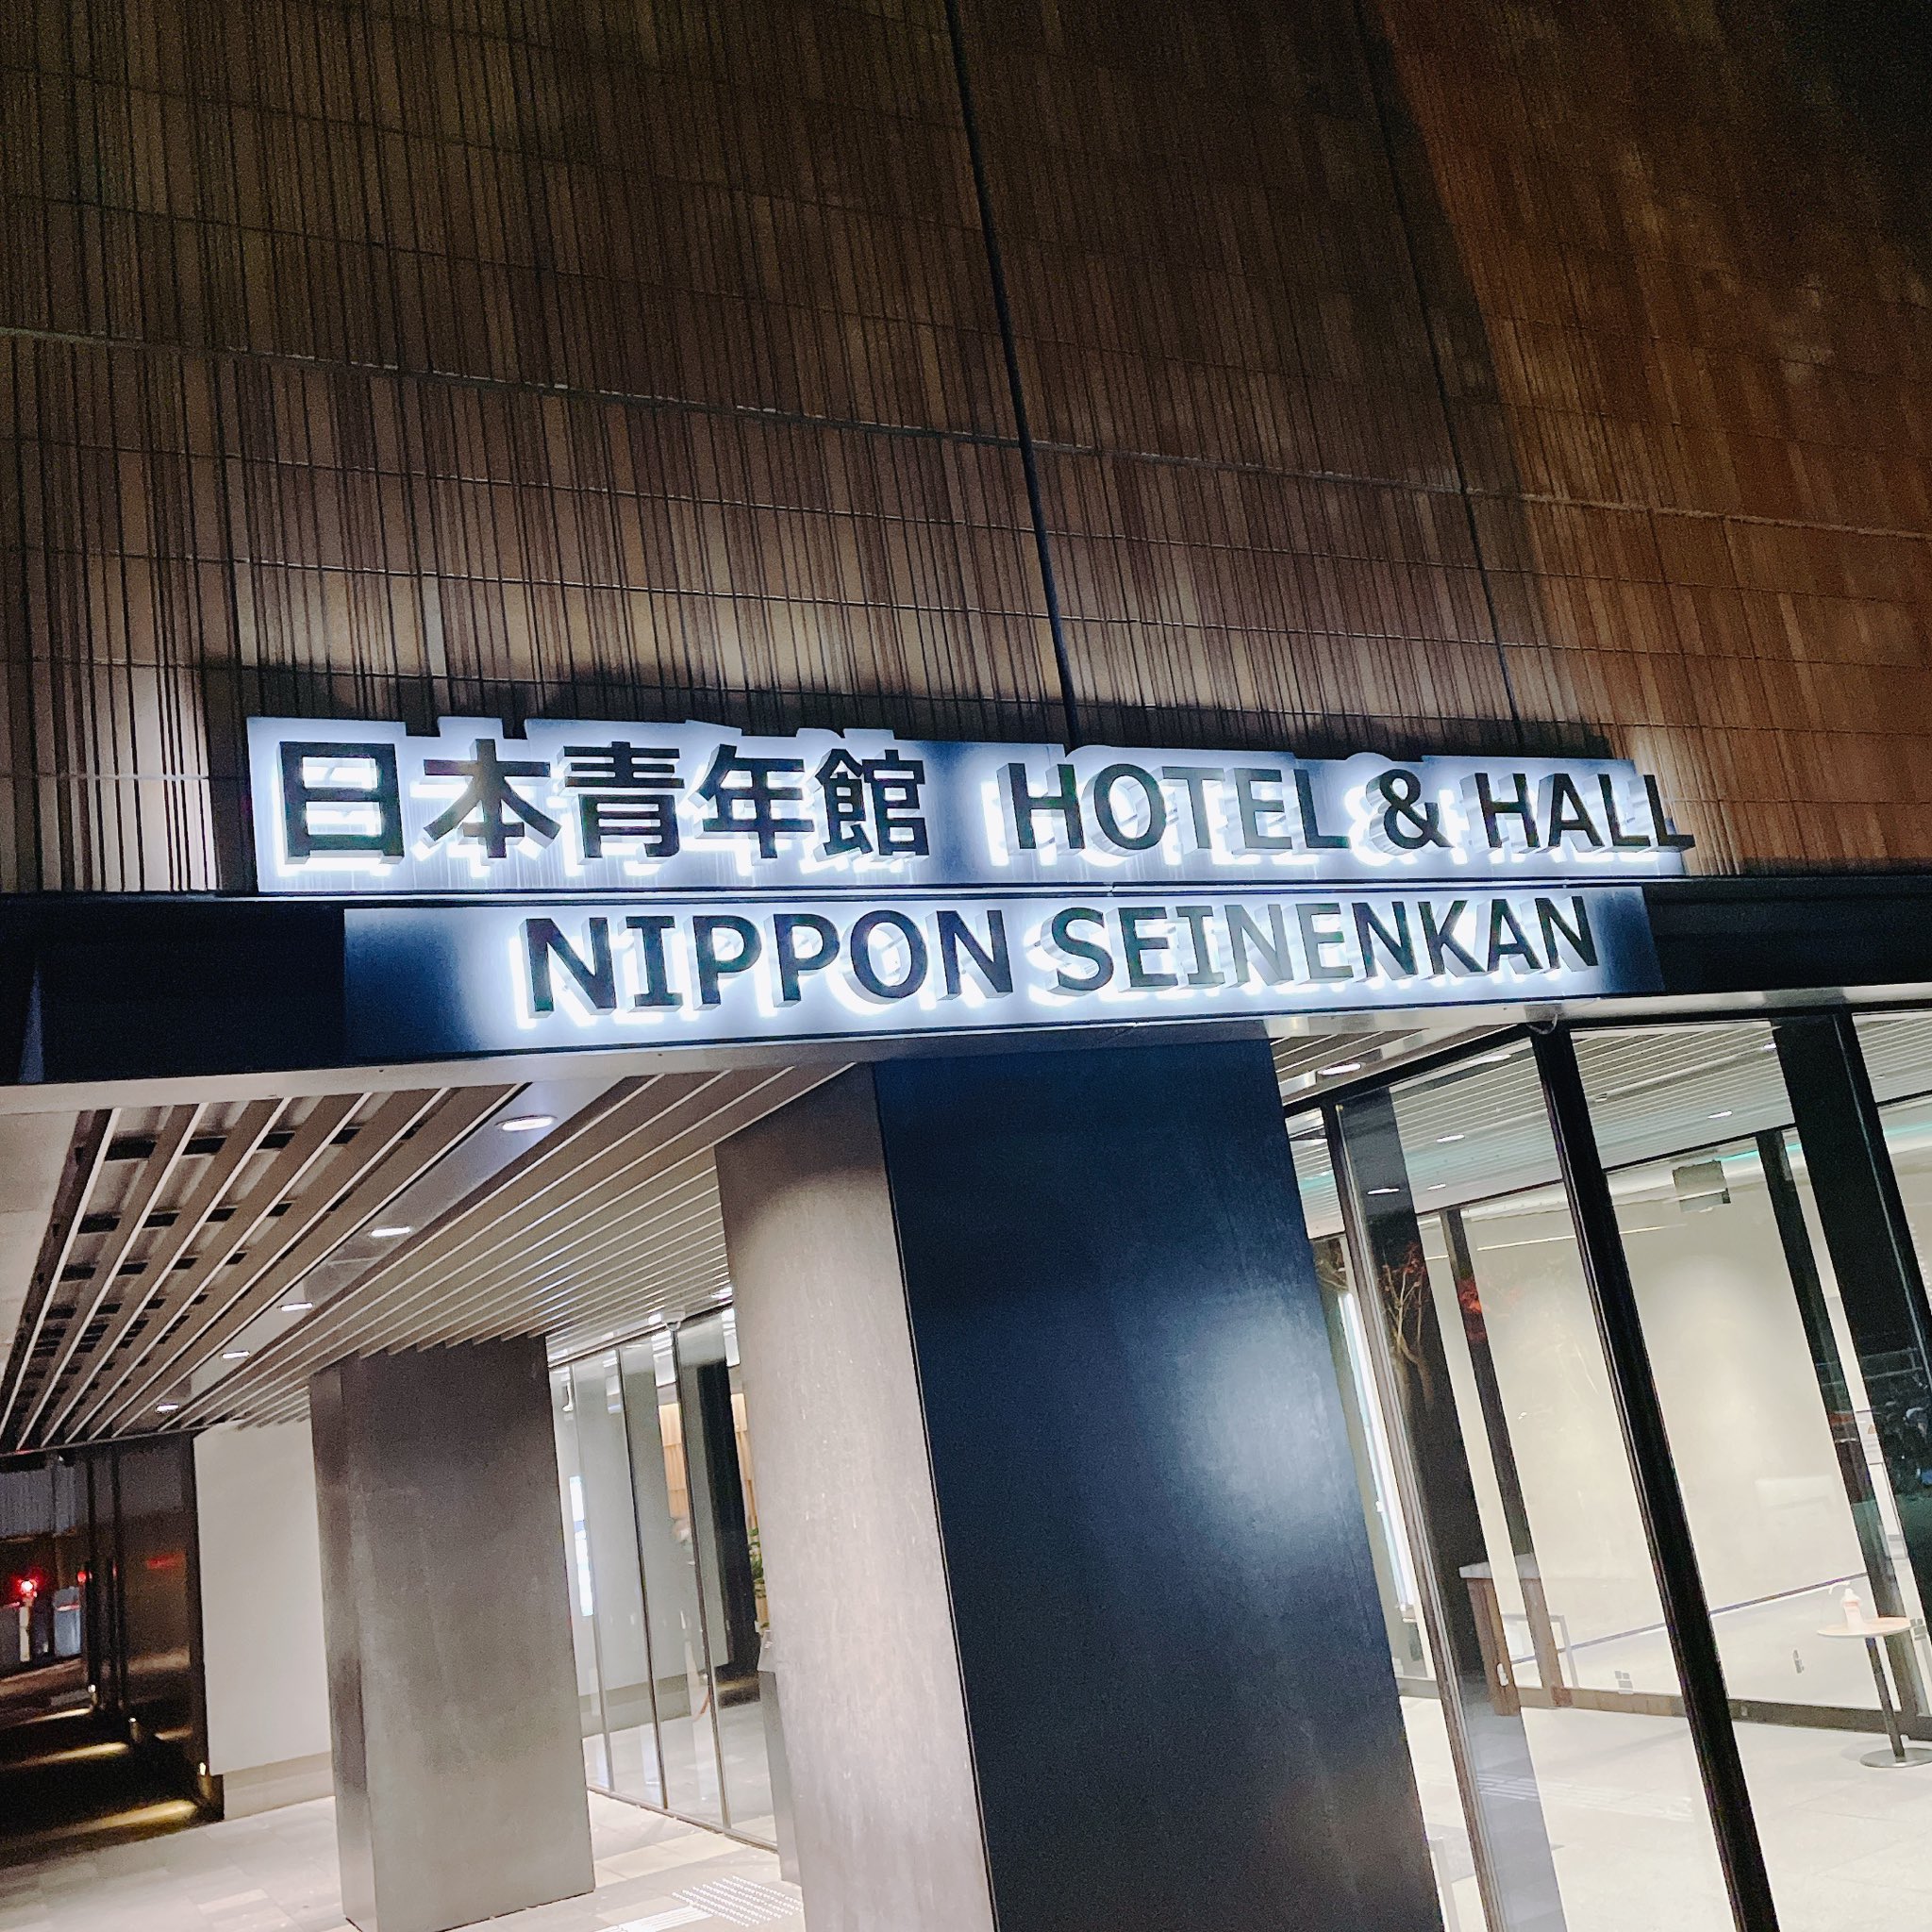 日本青年館 HOTEL & HALL
NIPPON SEINENKAN